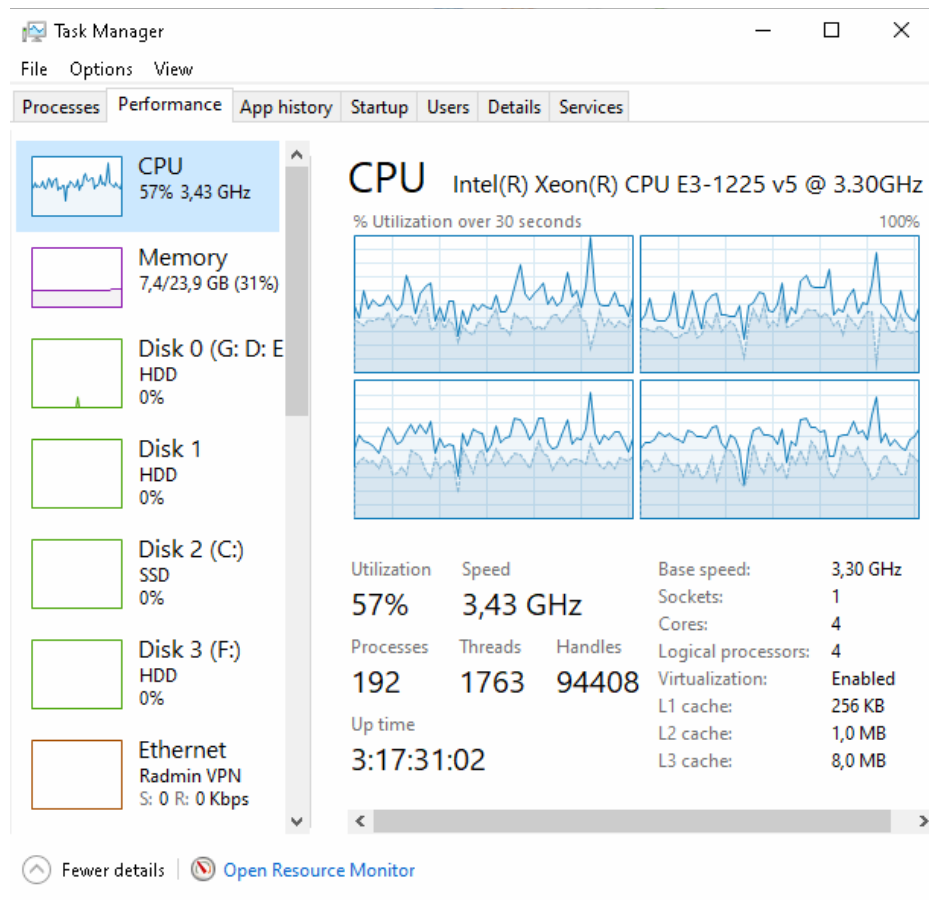 Task Manager
File Options View
Processes Performance App history Startup Users Details Services
CPU
57% 3,43 GHz
Memory
7,4/23,9 GB (31%)
Disk 0 (G: D: E
HDD
0%
Disk 1
HDD
0%
Disk 2 (C:)
SSD
0%
Disk 3 (F:)
HDD
0%
Ethernet
Radmin VPN
S: 0 R: 0 Kbps
CPU Intel(R) Xeon(R) CPU E3-1225 v5 @ 3.30GHz
% Utilization over 30 seconds 100%
Utilization Speed
57% 3,43 GHz
Processes Threads Handles
192 1763 94408
Up time
3:17:31:02
Base speed: 3,30 GHz
Sockets: 1
Cores: 4
Logical processors: 4
Virtualization: Enabled
L1 cache: 256 KB
L2 cache: 1,0 MB
L3 cache: 8,0 MB
Fewer details Open Resource Monitor